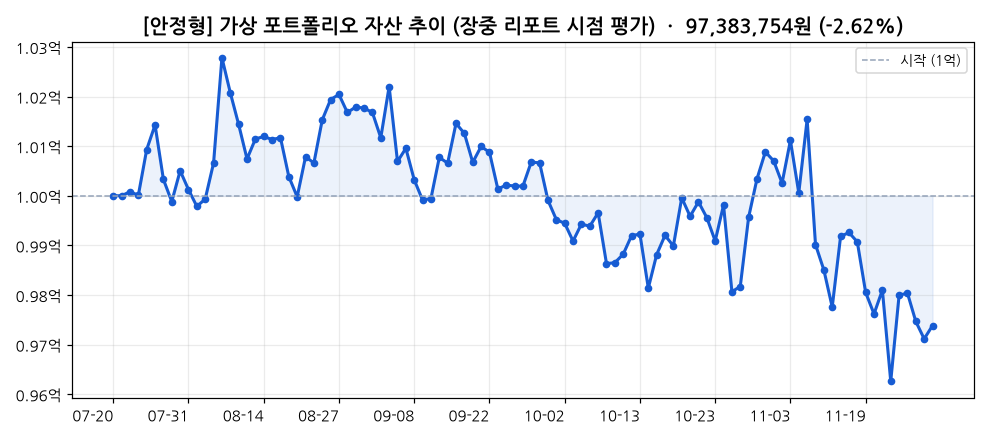 [안정형] 가상 포트폴리오 자산 추이 (장중 리포트 시점 평가) · 97,383,754원 (-2.62%)
시작 (1억)
1.03억
1.02억
1.01억
1.00억
0.99억
0.98억
0.97억
0.96억
07-20 07-31 08-14 08-27 09-08 09-22 10-02 10-13 10-23 11-03 11-19